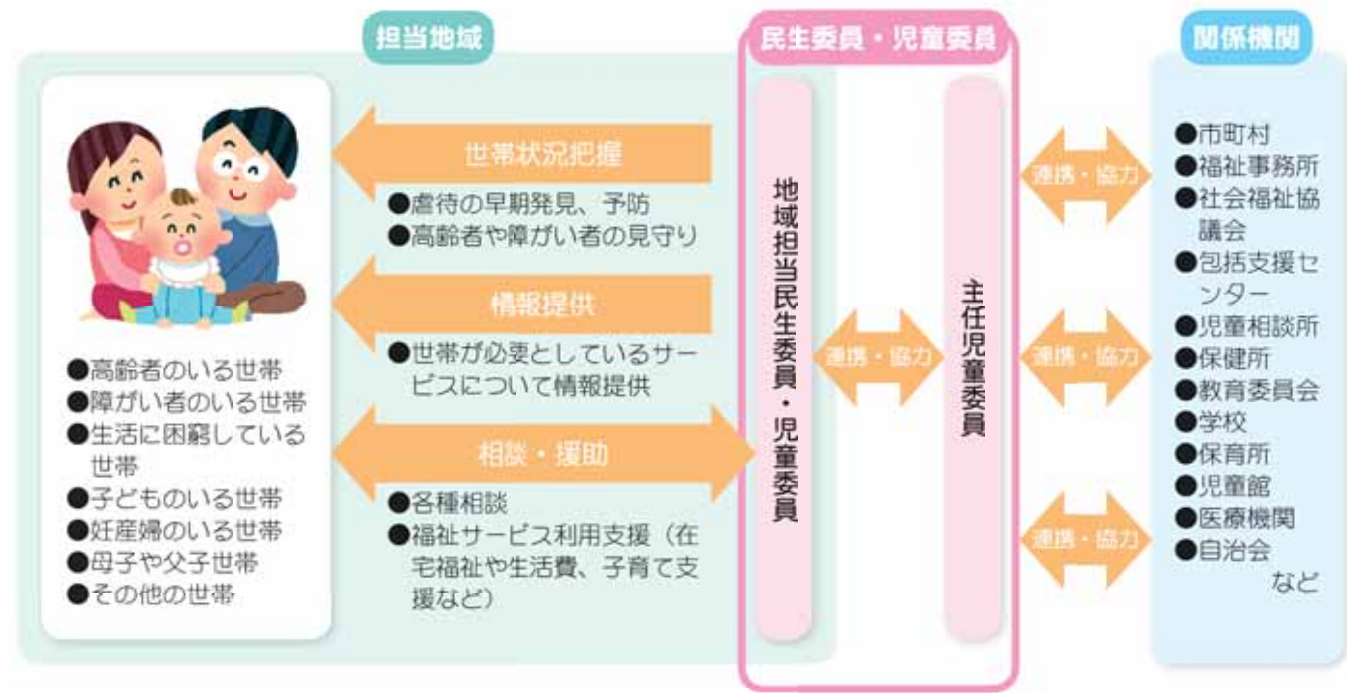 担当地域
高齢者のいる世帯
障がい者のいる世帯
生活に困窮している
世帯
子どものいる世帯
妊産婦のいる世帯
母子や父子世帯
その他の世帯
世帯状況把握
●虐待の早期発見、予防
●高齢者や障がい者の見守り
情報提供
●世帯が必要としているサー
ビスについて情報提供
相談・援助
●各種相談
●福祉サービス利用支援（在
宅福祉や生活費、子育て支
援など）
民生委員・児童委員
地域担当民生委員・児童委員
連携・協力
主任児童委員
連携・協力
連携・協力
連携・協力
関係機関
●市町村
●福祉事務所
●社会福祉協
議会
●包括支援セ
ンター
●児童相談所
●保健所
●教育委員会
●学校
●保育所
●児童館
●医療機関
●自治会
など